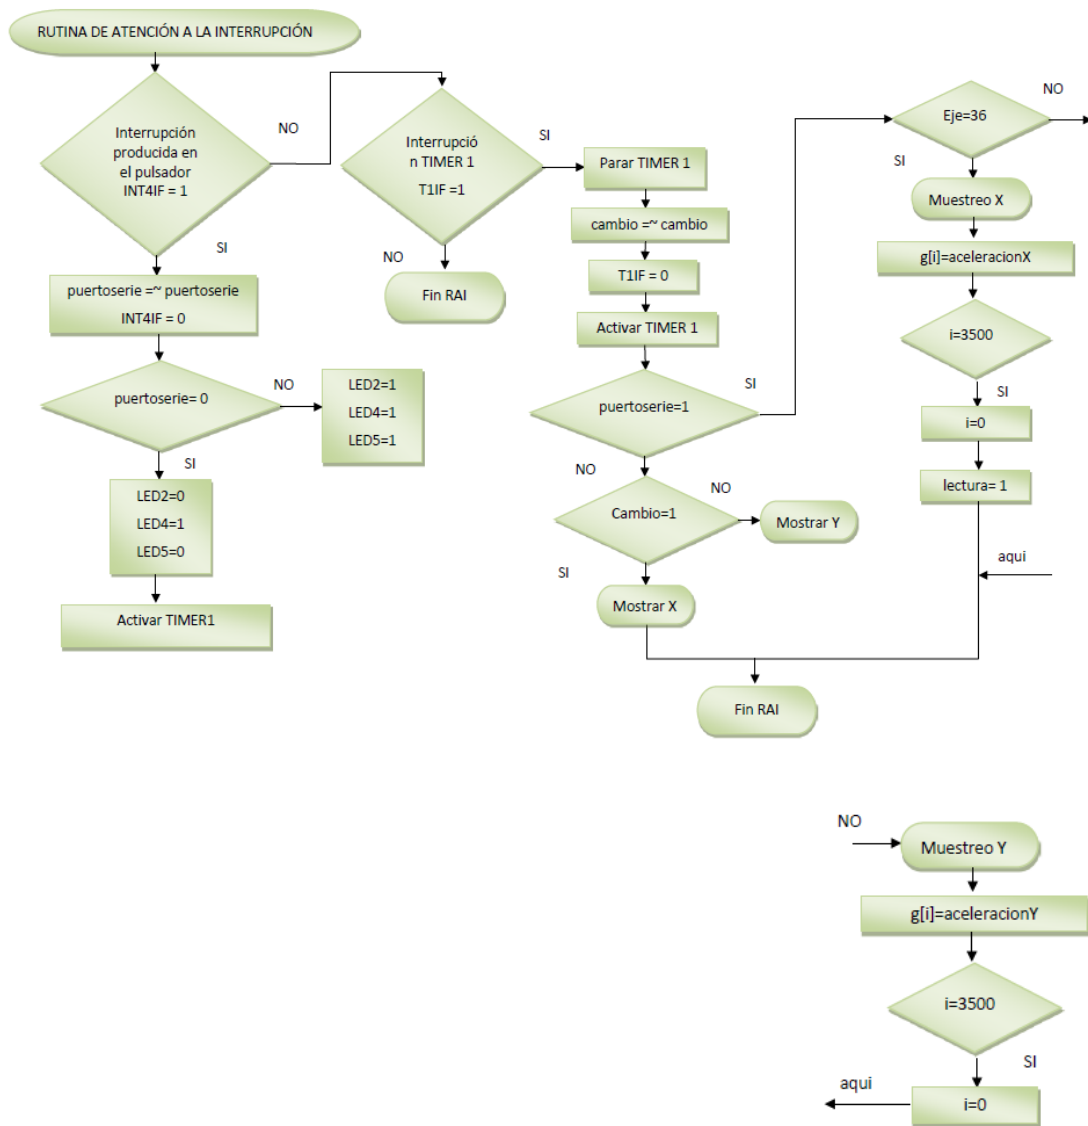 RUTINA DE ATENCIÓN A LA INTERRUPCIÓN
Interrupción
producida en
el pulsador
INT4IF = 1
NO
SI
puertoserie =~ puertoserie
INT4IF = 0
puertoserie= 0
NO
LED2=1
LED4=1
LED5=1
SI
LED2=0
LED4=1
LED5=0
Activar TIMER1
Interrupció
n TIMER 1
T1IF =1
SI
NO
Fin RAI
Parar TIMER 1
cambio =~ cambio
T1IF = 0
Activar TIMER 1
puertoserie=1
SI
NO
Cambio=1
NO
Mostrar Y
SI
Mostrar X
Fin RAI
Eje=36
NO
SI
Muestreo X
g[i]=aceleracionX
i=3500
SI
i=0
lectura= 1
aqui
NO
Muestreo Y
g[i]=aceleracionY
i=3500
SI
i=0
aqui